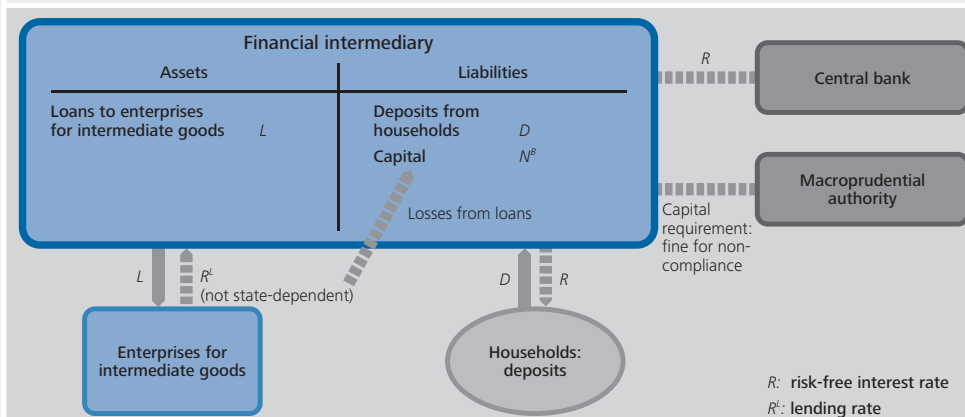 Financial intermediary
Assets
Liabilities
Loans to enterprises
for intermediate goods L
Deposits from
households D
Capital N^B
Losses from loans
R
Central bank
Macroprudential
authority
Capital
requirement:
fine for non-
compliance
L
R^L
(not state-dependent)
D
R
Enterprises for
intermediate goods
Households:
deposits
R: risk-free interest rate
R^L: lending rate